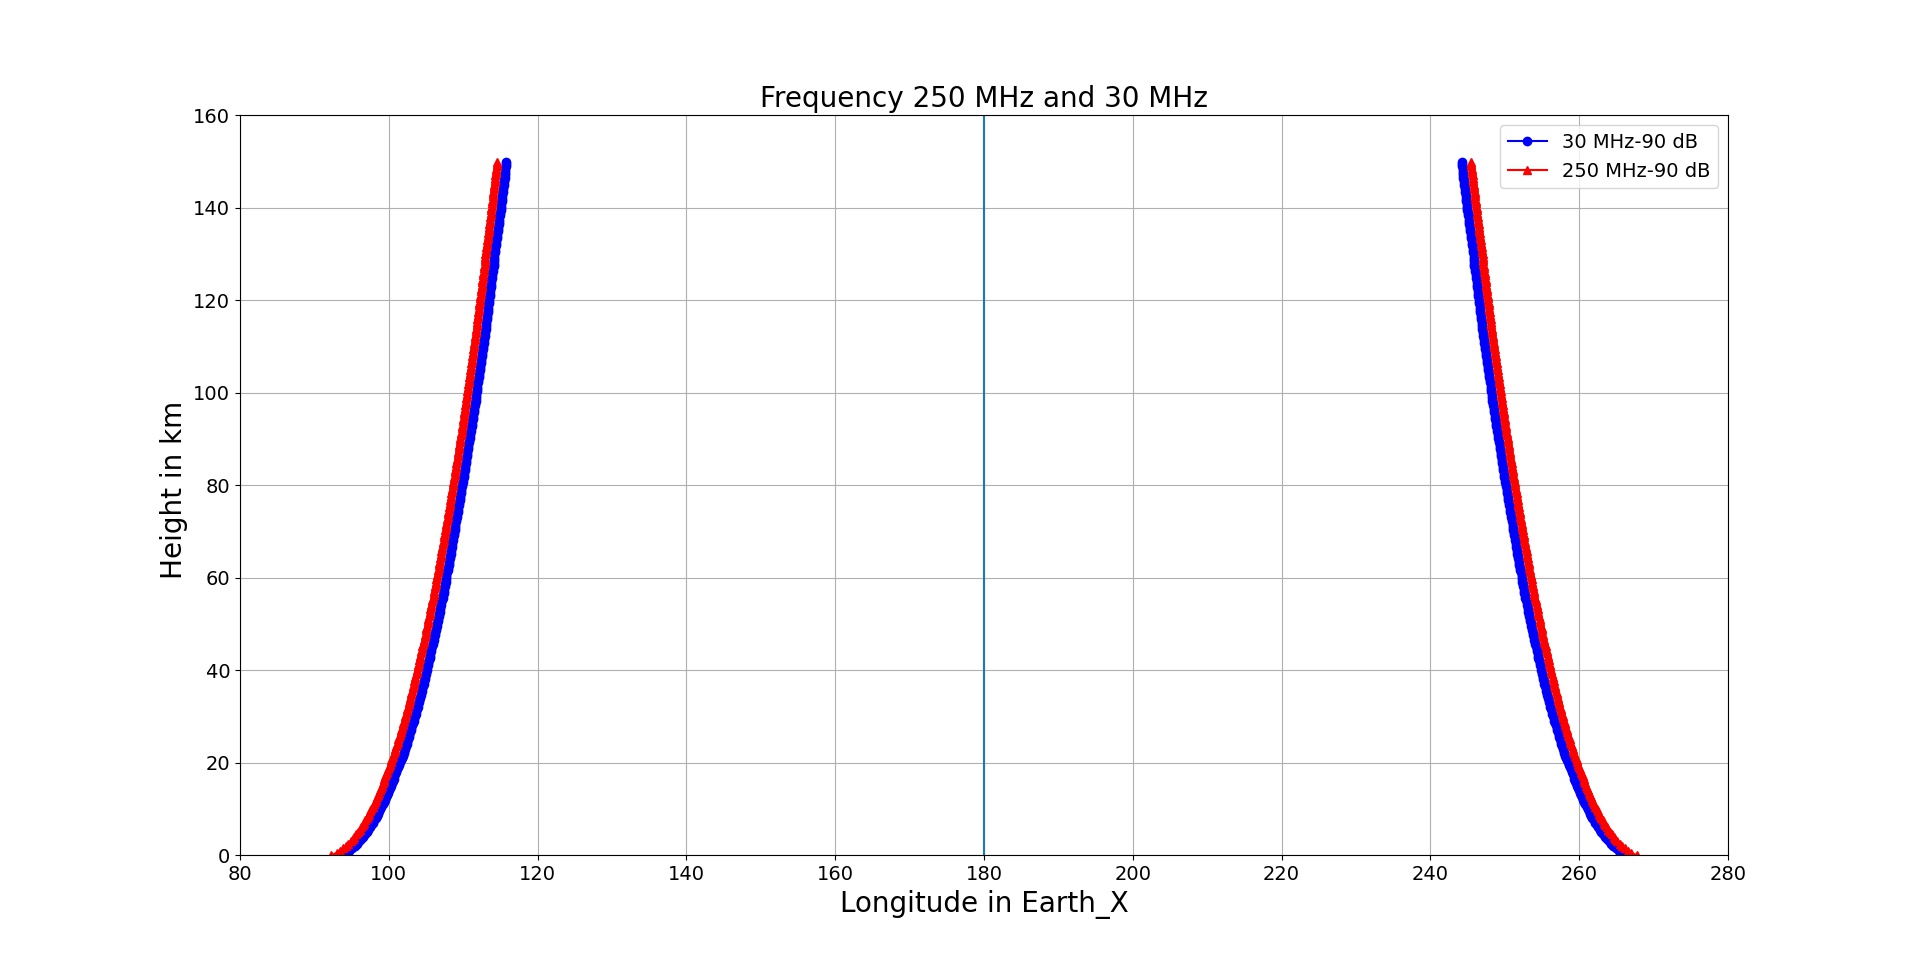 Frequency 250 MHz and 30 MHz
30 MHz-90 dB
250 MHz-90 dB
160
140
120
100
80
60
40
20
0
Height in km
80 100 120 140 160 180 200 220 240 260 280
Longitude in Earth_X